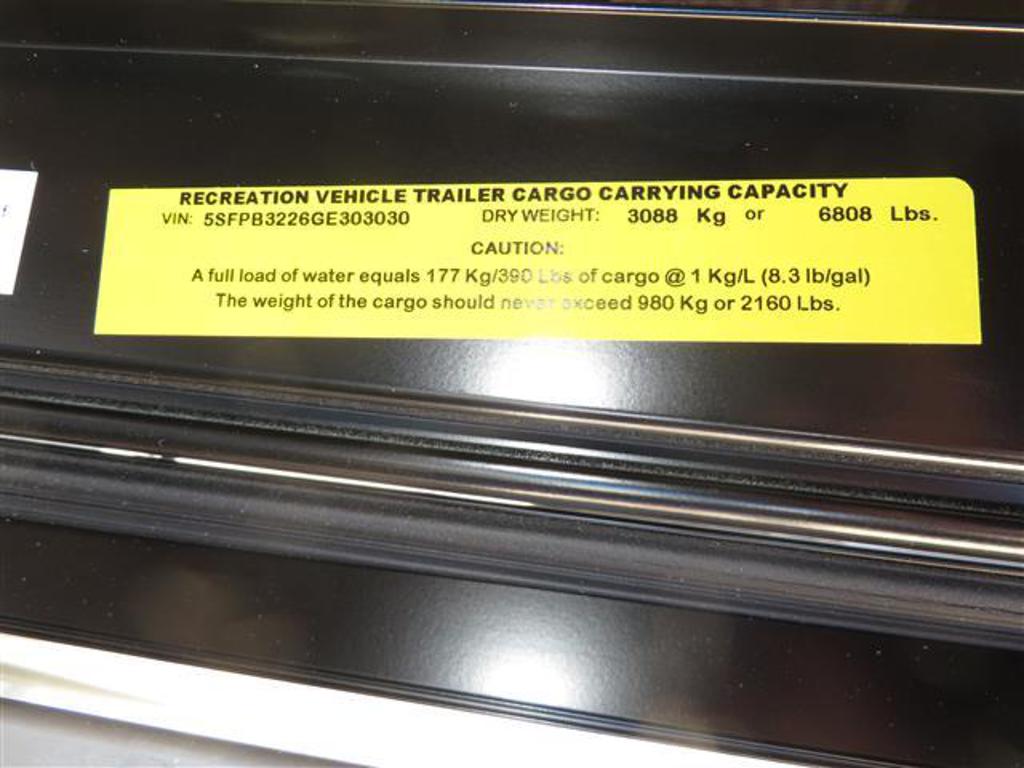 RECREATION VEHICLE TRAILER CARGO CARRYING CAPACITY
VIN: 5SFPB3226GE303030 DRY WEIGHT: 3088 Kg or 6808 Lbs.
CAUTION:
A full load of water equals 177 Kg/390 Lbs of cargo @ 1 Kg/L (8.3 lb/gal)
The weight of the cargo should never exceed 980 Kg or 2160 Lbs.